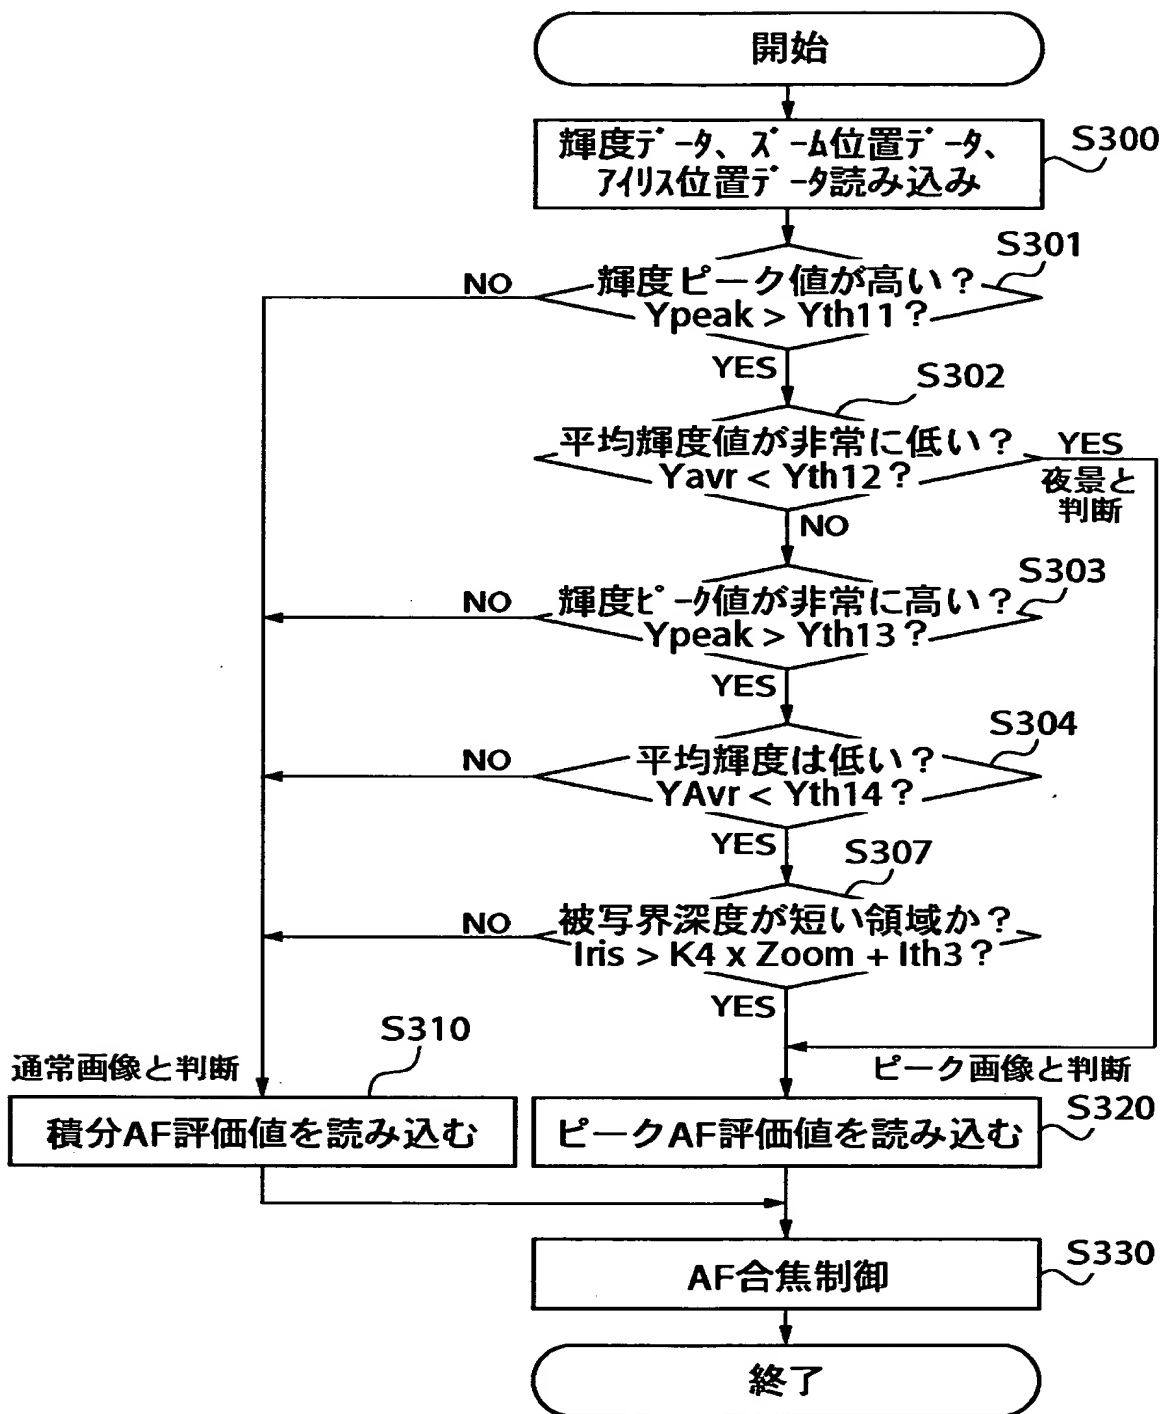 開始
輝度ﾃﾞｰﾀ、ｽﾞｰﾑ位置ﾃﾞｰﾀ、
ｱｲﾘｽ位置ﾃﾞｰﾀ読み込み
S300
S301
輝度ピーク値が高い？
Ypeak > Yth11？
NO
YES
S302
平均輝度値が非常に低い？
Yavr < Yth12？
YES
夜景と
判断
NO
S303
輝度ﾋﾟｰｸ値が非常に高い？
Ypeak > Yth13？
NO
YES
S304
平均輝度は低い？
YAvr < Yth14？
NO
YES
S307
被写界深度が短い領域か？
Iris > K4 x Zoom + Ith3？
NO
YES
S310
通常画像と判断
ピーク画像と判断
積分AF評価値を読み込む
ピークAF評価値を読み込む
S320
AF合焦制御
S330
終了